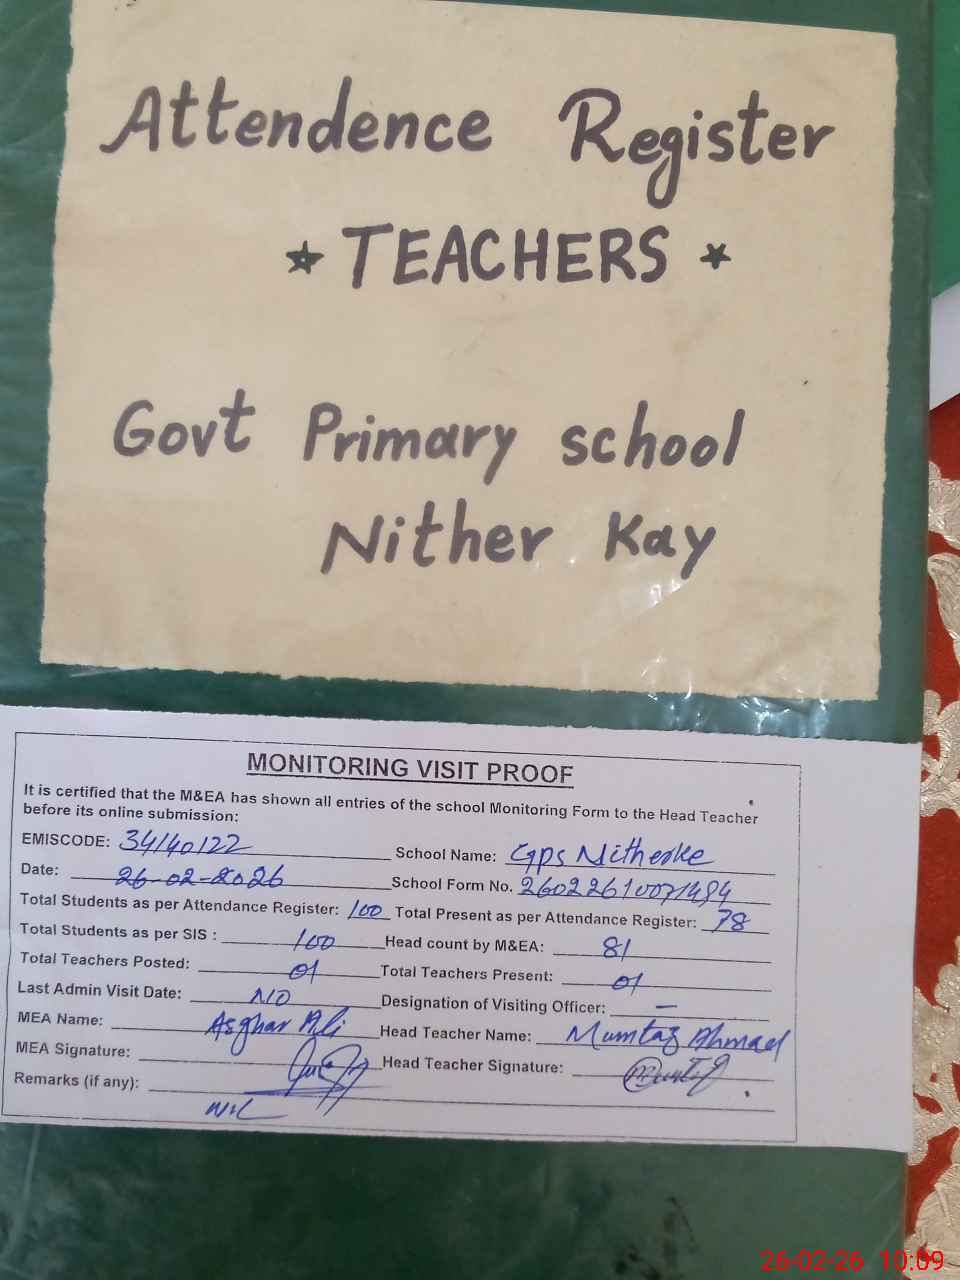 Attendence Register
★ TEACHERS ★
Govt Primary school
Nither Kay
MONITORING VISIT PROOF
It is certified that the M&EA has shown all entries of the school Monitoring Form to the Head Teacher
before its online submission:
EMISCODE: 34140122 School Name: Gps Nitherke
Date: 26-02-2026 School Form No. 26022610071494
Total Students as per Attendance Register: 100 Total Present as per Attendance Register: 78
Total Students as per SIS : 100 Head count by M&EA: 81
Total Teachers Posted: 01 Total Teachers Present: 01
Last Admin Visit Date: NO Designation of Visiting Officer: —
MEA Name: Asghar Ali Head Teacher Name: Mumtaz Ahmad
MEA Signature: Head Teacher Signature:
Remarks (if any): Nil
26-02-26 10:09